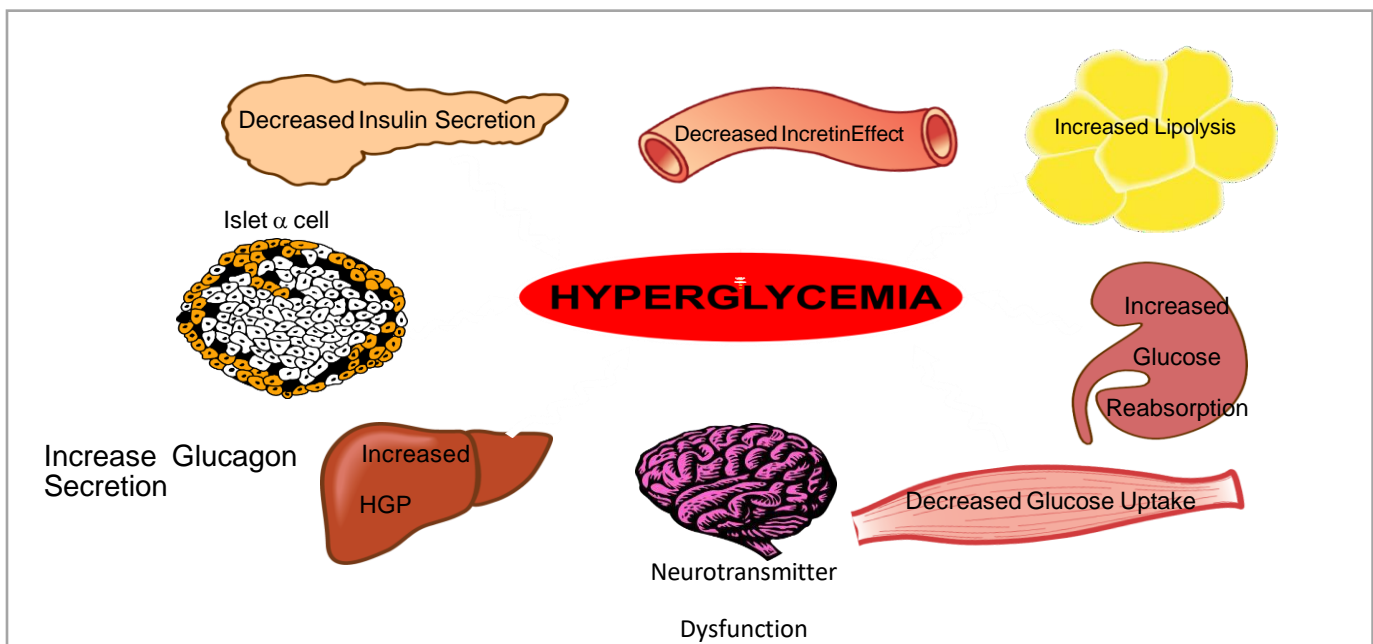 Decreased Insulin Secretion
Decreased IncretinEffect
Increased Lipolysis
Islet α cell
HYPERGLYCEMIA
Increased
Glucose
Reabsorption
Increase Glucagon
Secretion
Increased
HGP
Neurotransmitter
Dysfunction
Decreased Glucose Uptake